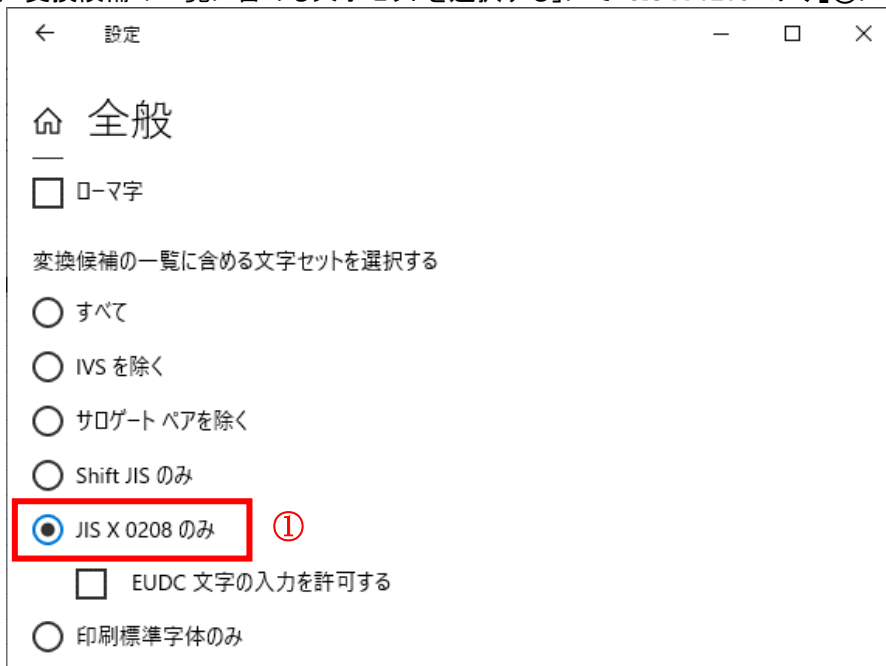 設定
全般
ローマ字
変換候補の一覧に含める文字セットを選択する
すべて
IVS を除く
サロゲート ペアを除く
Shift JIS のみ
JIS X 0208 のみ ①
EUDC 文字の入力を許可する
印刷標準字体のみ